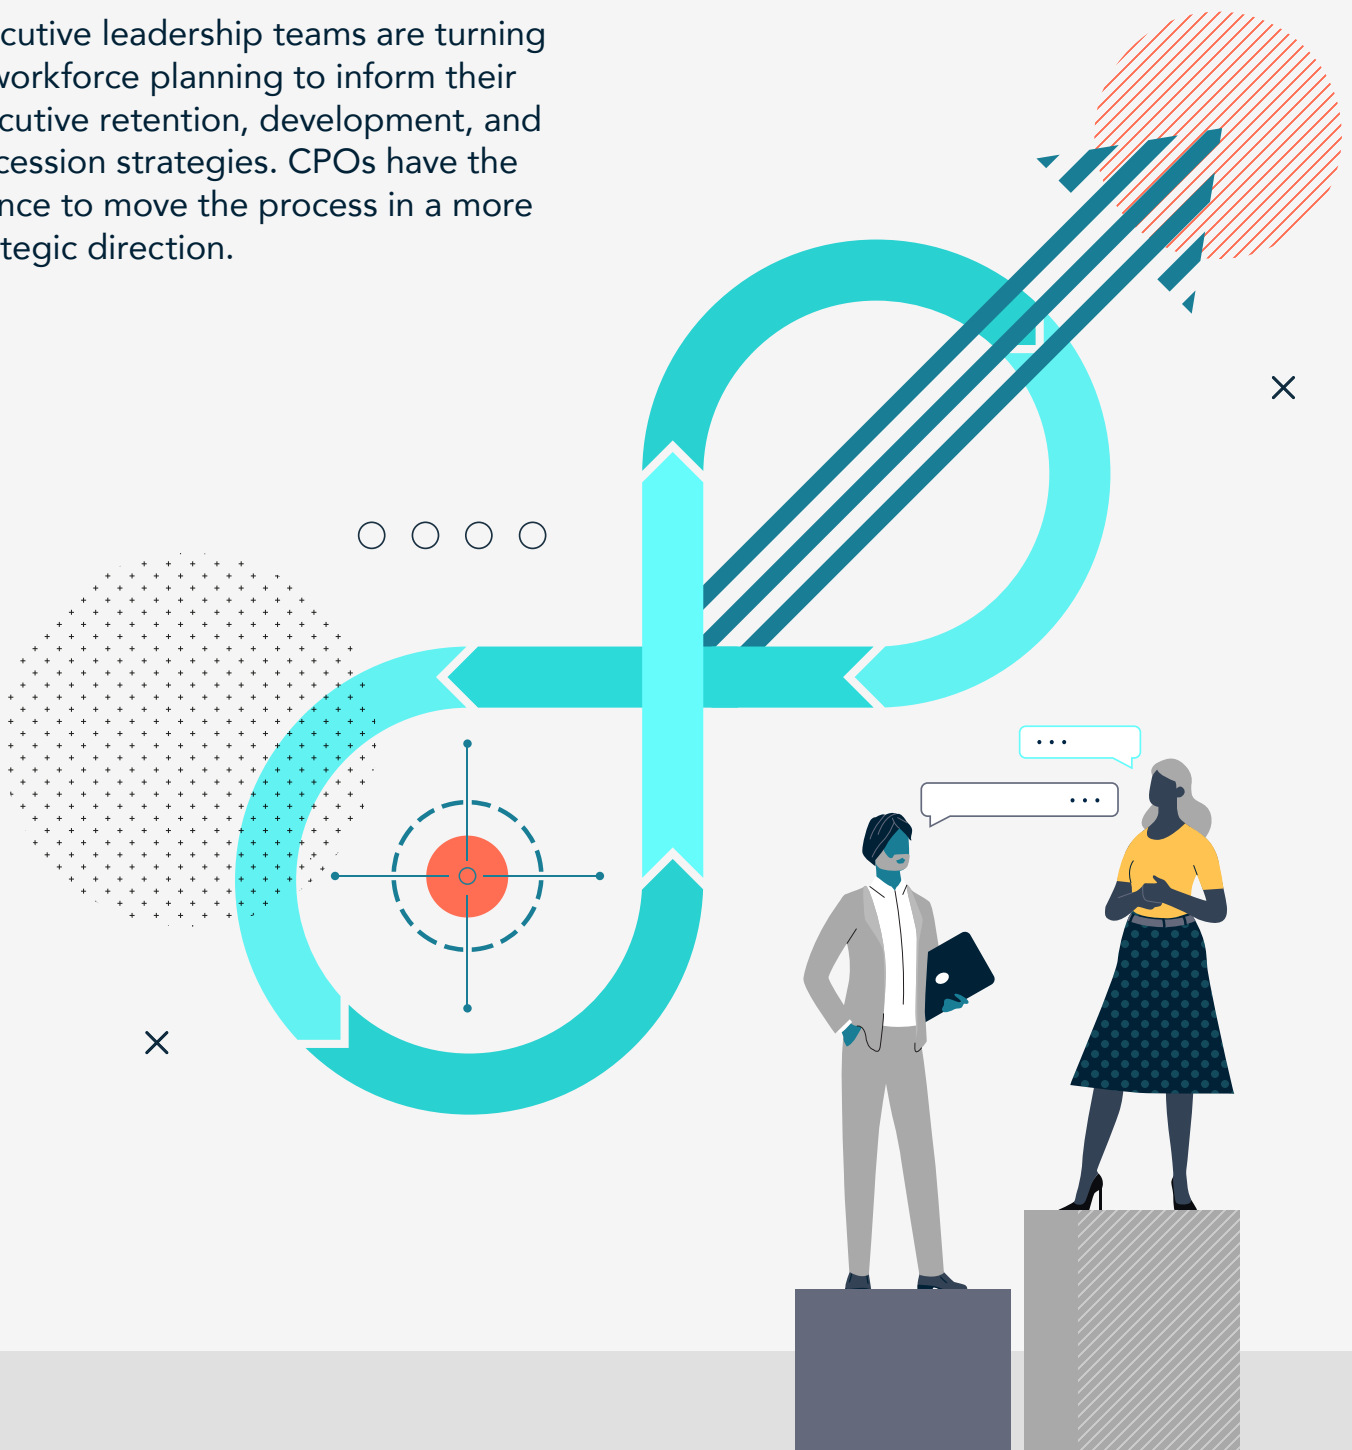 cutive leadership teams are turning
workforce planning to inform their
cutive retention, development, and
cession strategies. CPOs have the
nce to move the process in a more
tegic direction.